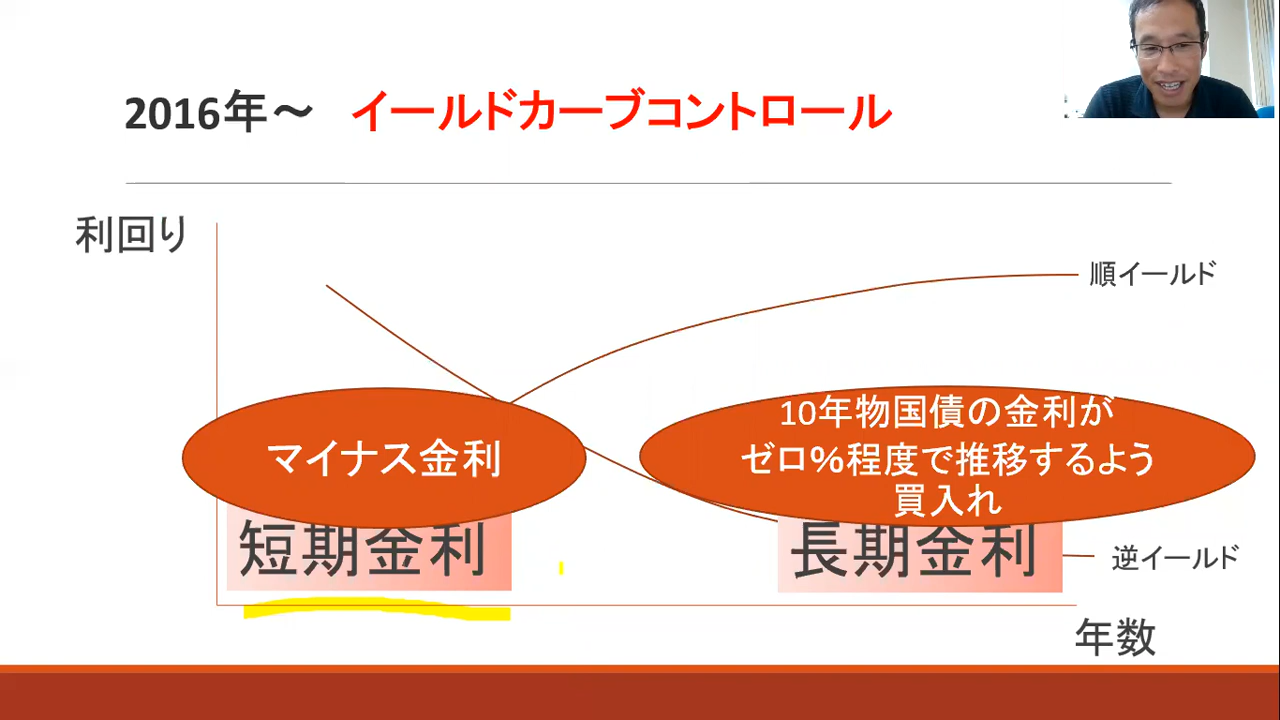 2016年～ イールドカーブコントロール
利回り
順イールド
マイナス金利
10年物国債の金利が
ゼロ％程度で推移するよう
買入れ
短期金利
長期金利
逆イールド
年数